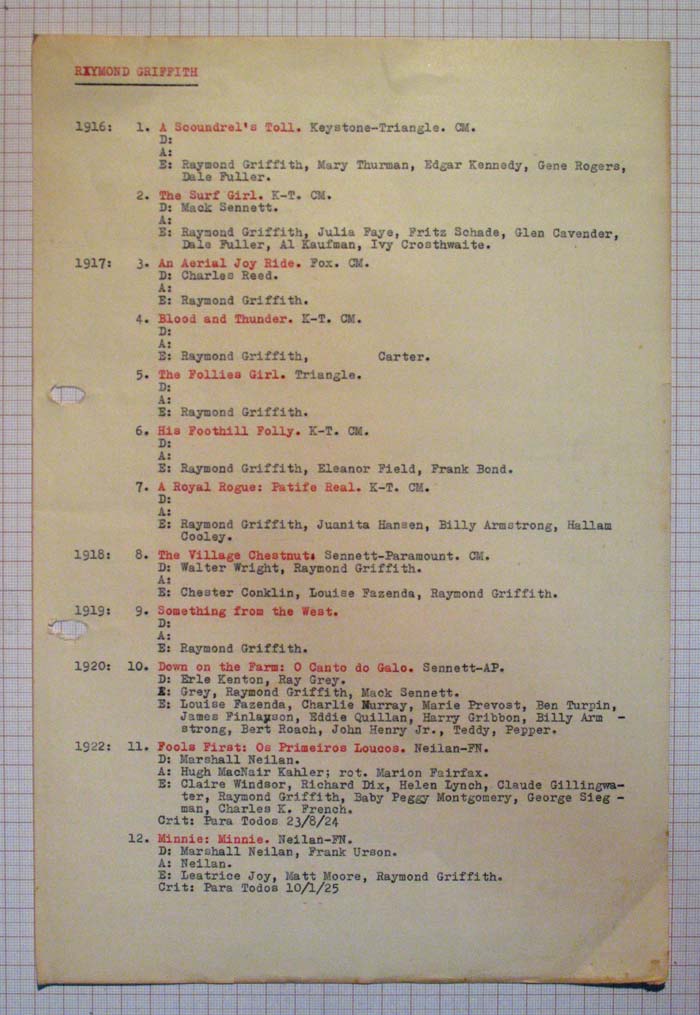 RAYMOND GRIFFITH
1916: 1. A Scoundrel's Toll. Keystone-Triangle. CM.
D:
A:
E: Raymond Griffith, Mary Thurman, Edgar Kennedy, Gene Rogers,
Dale Fuller.
2. The Surf Girl. K-T. CM.
D: Mack Sennett.
A:
E: Raymond Griffith, Julia Faye, Fritz Schade, Glen Cavender,
Dale Fuller, Al Kaufman, Ivy Crosthwaite.
1917: 3. An Aerial Joy Ride. Fox. CM.
D: Charles Reed.
A:
E: Raymond Griffith.
4. Blood and Thunder. K-T. CM.
D:
A:
E: Raymond Griffith, Carter.
5. The Follies Girl. Triangle.
D:
A:
E: Raymond Griffith.
6. His Foothill Folly. K-T. CM.
D:
A:
E: Raymond Griffith, Eleanor Field, Frank Bond.
7. A Royal Rogue: Patife Real. K-T. CM.
D:
A:
E: Raymond Griffith, Juanita Hansen, Billy Armstrong, Hallam
Cooley.
1918: 8. The Village Chestnut. Sennett-Paramount. CM.
D: Walter Wright, Raymond Griffith.
A:
E: Chester Conklin, Louise Fazenda, Raymond Griffith.
1919: 9. Something from the West.
D:
A:
E: Raymond Griffith.
1920: 10. Down on the Farm: O Canto do Galo. Sennett-AP.
D: Erle Kenton, Ray Grey.
: Grey, Raymond Griffith, Mack Sennett.
E: Louise Fazenda, Charlie Murray, Marie Prevost, Ben Turpin,
James Finlayson, Eddie Quillan, Harry Gribbon, Billy Arm -
strong, Bert Roach, John Henry Jr., Teddy, Pepper.
1922: 11. Fools First: Os Primeiros Loucos. Neilan-FN.
D: Marshall Neilan.
A: Hugh MacNair Kahler; rot. Marion Fairfax.
E: Claire Windsor, Richard Dix, Helen Lynch, Claude Gillingwa-
ter, Raymond Griffith, Baby Peggy Montgomery, George Sieg -
man, Charles K. French.
Crit: Para Todos 23/8/24
12. Minnie: Minnie. Neilan-FN.
D: Marshall Neilan, Frank Urson.
A: Neilan.
E: Leatrice Joy, Matt Moore, Raymond Griffith.
Crit: Para Todos 10/1/25